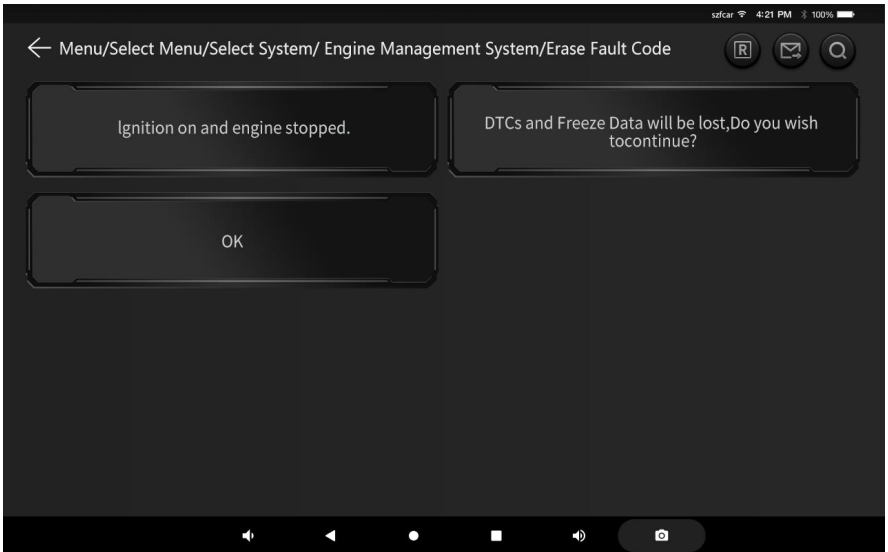 szfcar 4:21 PM 100%
Menu/Select Menu/Select System/ Engine Management System/Erase Fault Code
R
Ignition on and engine stopped.
DTCs and Freeze Data will be lost,Do you wish
tocontinue?
OK